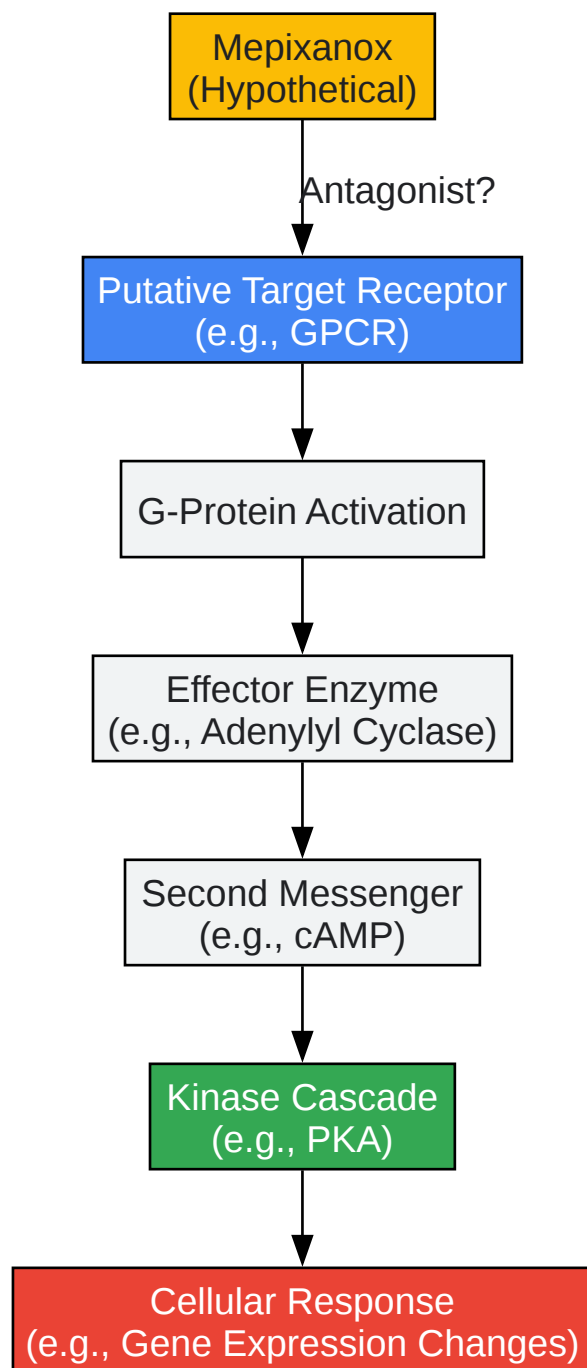 Mepixanox
(Hypothetical)
Antagonist?
Putative Target Receptor
(e.g., GPCR)
G-Protein Activation
Effector Enzyme
(e.g., Adenylyl Cyclase)
Second Messenger
(e.g., cAMP)
Kinase Cascade
(e.g., PKA)
Cellular Response
(e.g., Gene Expression Changes)